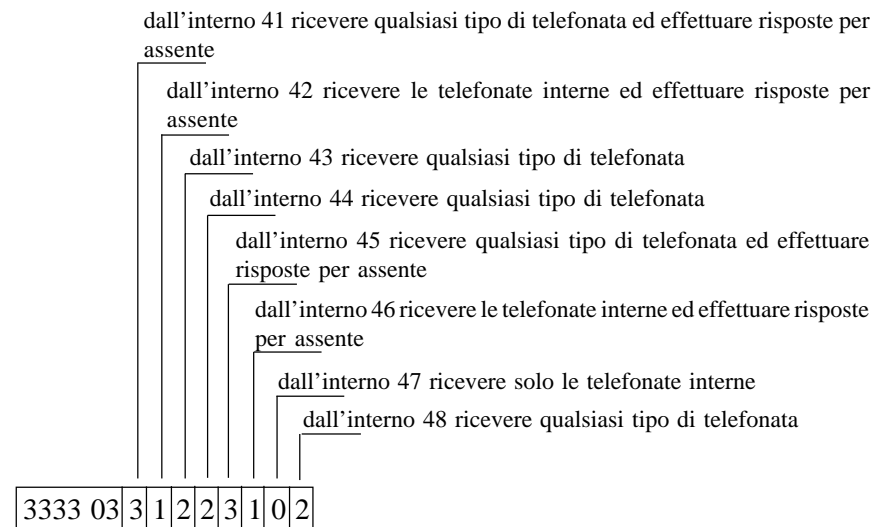 dall'interno 41 ricevere qualsiasi tipo di telefonata ed effettuare risposte per
assente
dall'interno 42 ricevere le telefonate interne ed effettuare risposte per
assente
dall'interno 43 ricevere qualsiasi tipo di telefonata
dall'interno 44 ricevere qualsiasi tipo di telefonata
dall'interno 45 ricevere qualsiasi tipo di telefonata ed effettuare
risposte per assente
dall'interno 46 ricevere le telefonate interne ed effettuare risposte
per assente
dall'interno 47 ricevere solo le telefonate interne
dall'interno 48 ricevere qualsiasi tipo di telefonata
3333 03 3 1 2 2 3 1 0 2